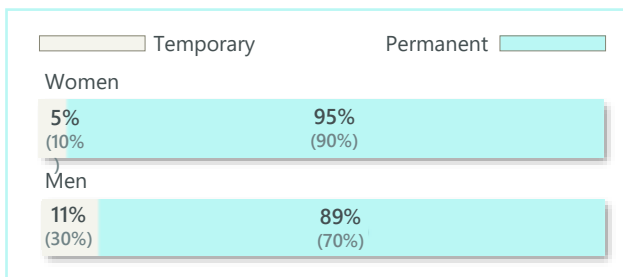 Temporary Permanent
Women
5% 95%
(10% (90%)
)
Men
11% 89%
(30%) (70%)